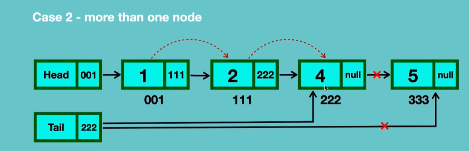 Case 2 - more than one node
Head 001 1 111 2 222 4 null 5 null
001 111 222 333
Tail 222